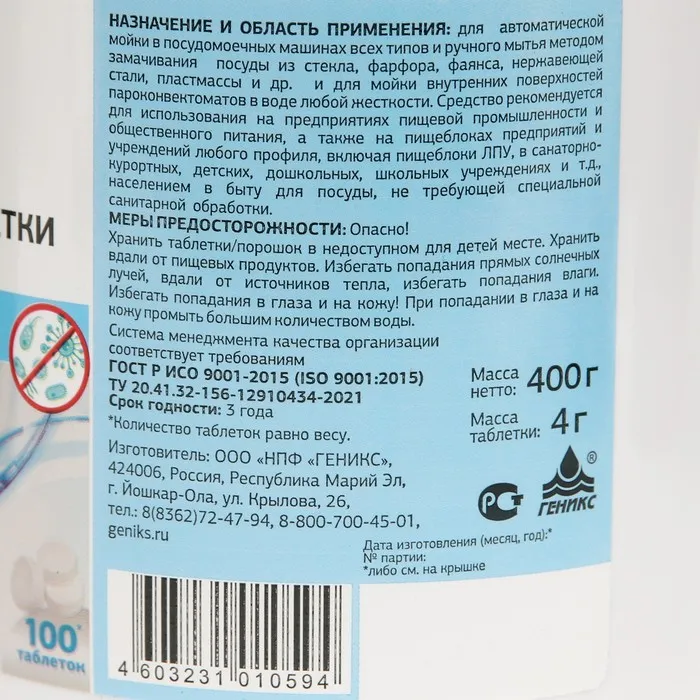 НАЗНАЧЕНИЕ И ОБЛАСТЬ ПРИМЕНЕНИЯ: для автоматической
мойки в посудомоечных машинах всех типов и ручного мытья методом
замачивания посуды из стекла, фарфора, фаянса, нержавеющей
стали, пластмассы и др. и для мойки внутренних поверхностей
пароконвектоматов в воде любой жесткости. Средство рекомендуется
для использования на предприятиях пищевой промышленности и
общественного питания, а также на пищеблоках предприятий и
учреждений любого профиля, включая пищеблоки ЛПУ, в санаторно-
курортных, детских, дошкольных, школьных учреждениях и т.д.,
населением в быту для посуды, не требующей специальной
санитарной обработки.
МЕРЫ ПРЕДОСТОРОЖНОСТИ: Опасно!
Хранить таблетки/порошок в недоступном для детей месте. Хранить
вдали от пищевых продуктов. Избегать попадания прямых солнечных
лучей, вдали от источников тепла, избегать попадания влаги.
Избегать попадания в глаза и на кожу! При попадании в глаза и на
кожу промыть большим количеством воды.
Система менеджмента качества организации
соответствует требованиям
ГОСТ Р ИСО 9001-2015 (ISO 9001:2015)
ТУ 20.41.32-156-12910434-2021
Срок годности: 3 года
*Количество таблеток равно весу.
Масса нетто: 400 г
Масса таблетки: 4 г
Изготовитель: ООО «НПФ «ГЕНИКС»,
424006, Россия, Республика Марий Эл,
г. Йошкар-Ола, ул. Крылова, 26,
тел.: 8(8362)72-47-94, 8-800-700-45-01,
geniks.ru
РСТ
ГЕНИКС ®
Дата изготовления (месяц, год):*
№ партии:
*либо см. на крышке
4 603231 010594
ТКИ
100*
таблеток